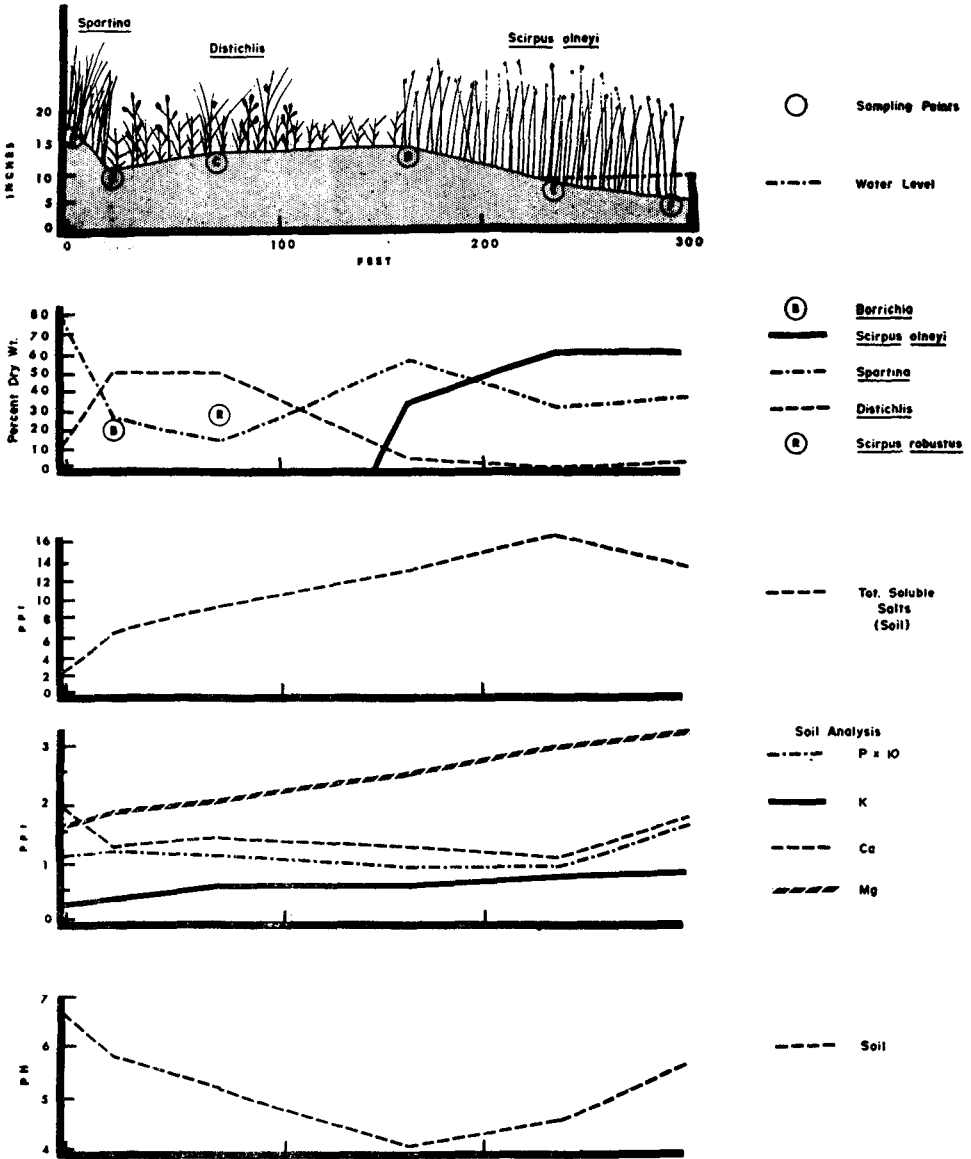 Spartina
Distichlis
Scirpus olneyi
20
15
10
5
0
INCHES
0 100 200 300
FEET
C
Sampling Points
Water Level
80
70
60
50
40
30
20
10
0
Percent Dry Wt.
B
R
B Borrichia
Scirpus olneyi
Spartina
Distichlis
R Scirpus robustus
16
14
12
10
8
6
4
2
0
PPT
Tot. Soluble
Salts
(Soil)
3
2
1
0
PPT
Soil Analysis
P x 10
K
Ca
Mg
7
6
5
4
PH
Soil